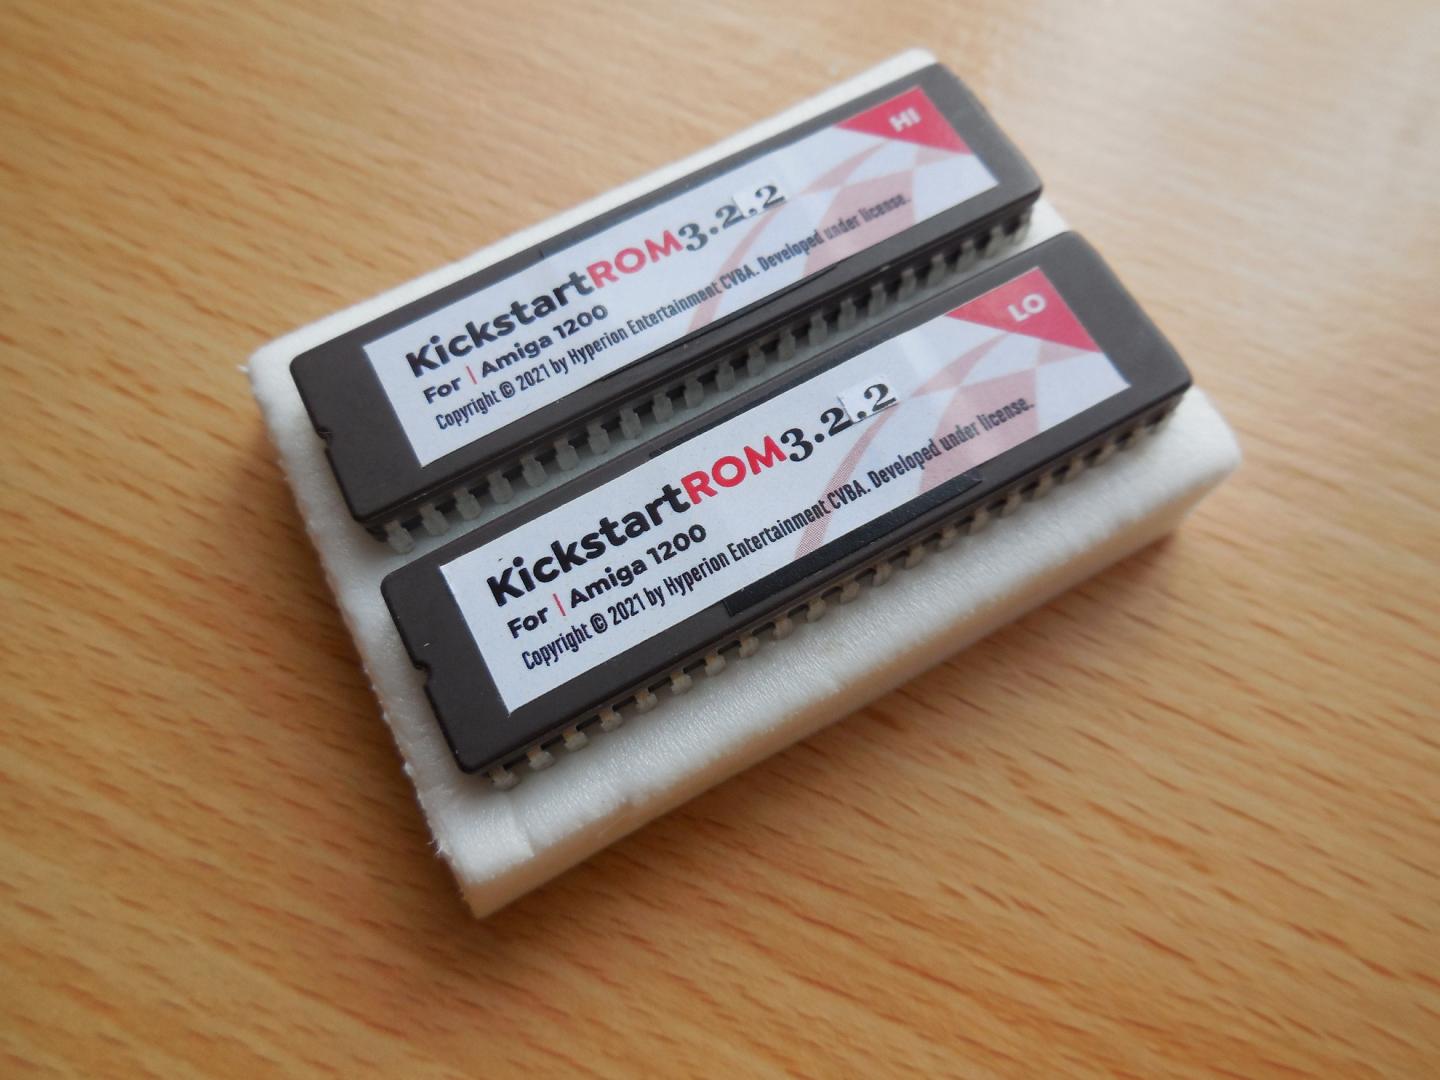 HI
KickstartROM3.2.2
For | Amiga 1200
Copyright © 2021 by Hyperion Entertainment CVBA. Developed under license.
LO
KickstartROM3.2.2
For | Amiga 1200
Copyright © 2021 by Hyperion Entertainment CVBA. Developed under license.